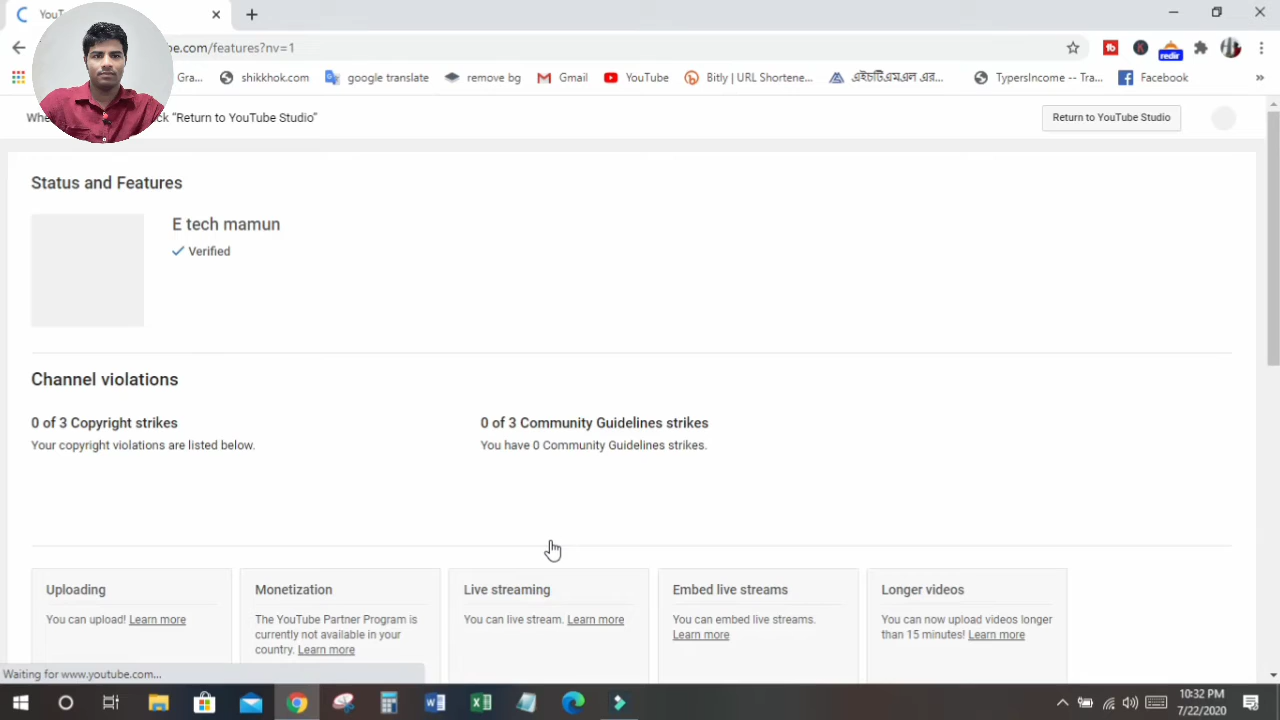 YouT
be.com/features?nv=1
redir
Gra... shikkhok.com google translate remove bg Gmail YouTube Bitly | URL Shortene... এইচটিএমএল এর... TypersIncome -- Tra... Facebook »
Whe ck “Return to YouTube Studio”
Return to YouTube Studio
Status and Features
E tech mamun
Verified
Channel violations
0 of 3 Copyright strikes
Your copyright violations are listed below.
0 of 3 Community Guidelines strikes
You have 0 Community Guidelines strikes.
Uploading
You can upload! Learn more
Monetization
The YouTube Partner Program is
currently not available in your
country. Learn more
Live streaming
You can live stream. Learn more
Embed live streams
You can embed live streams.
Learn more
Longer videos
You can now upload videos longer
than 15 minutes! Learn more
Waiting for www.youtube.com...
10:32 PM
7/22/2020